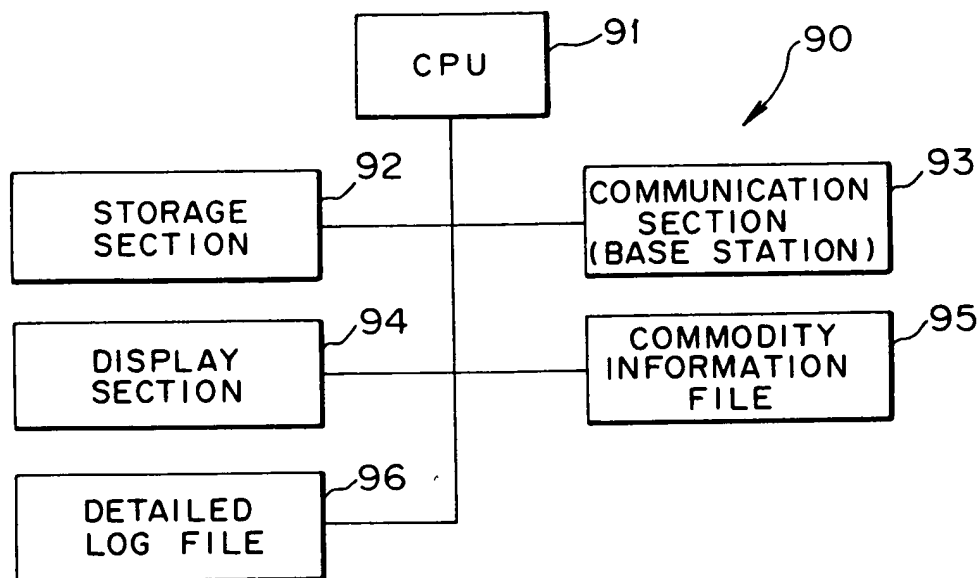 91
CPU
90
92
STORAGE
SECTION
93
COMMUNICATION
SECTION
(BASE STATION)
94
DISPLAY
SECTION
95
COMMODITY
INFORMATION
FILE
96
DETAILED
LOG FILE